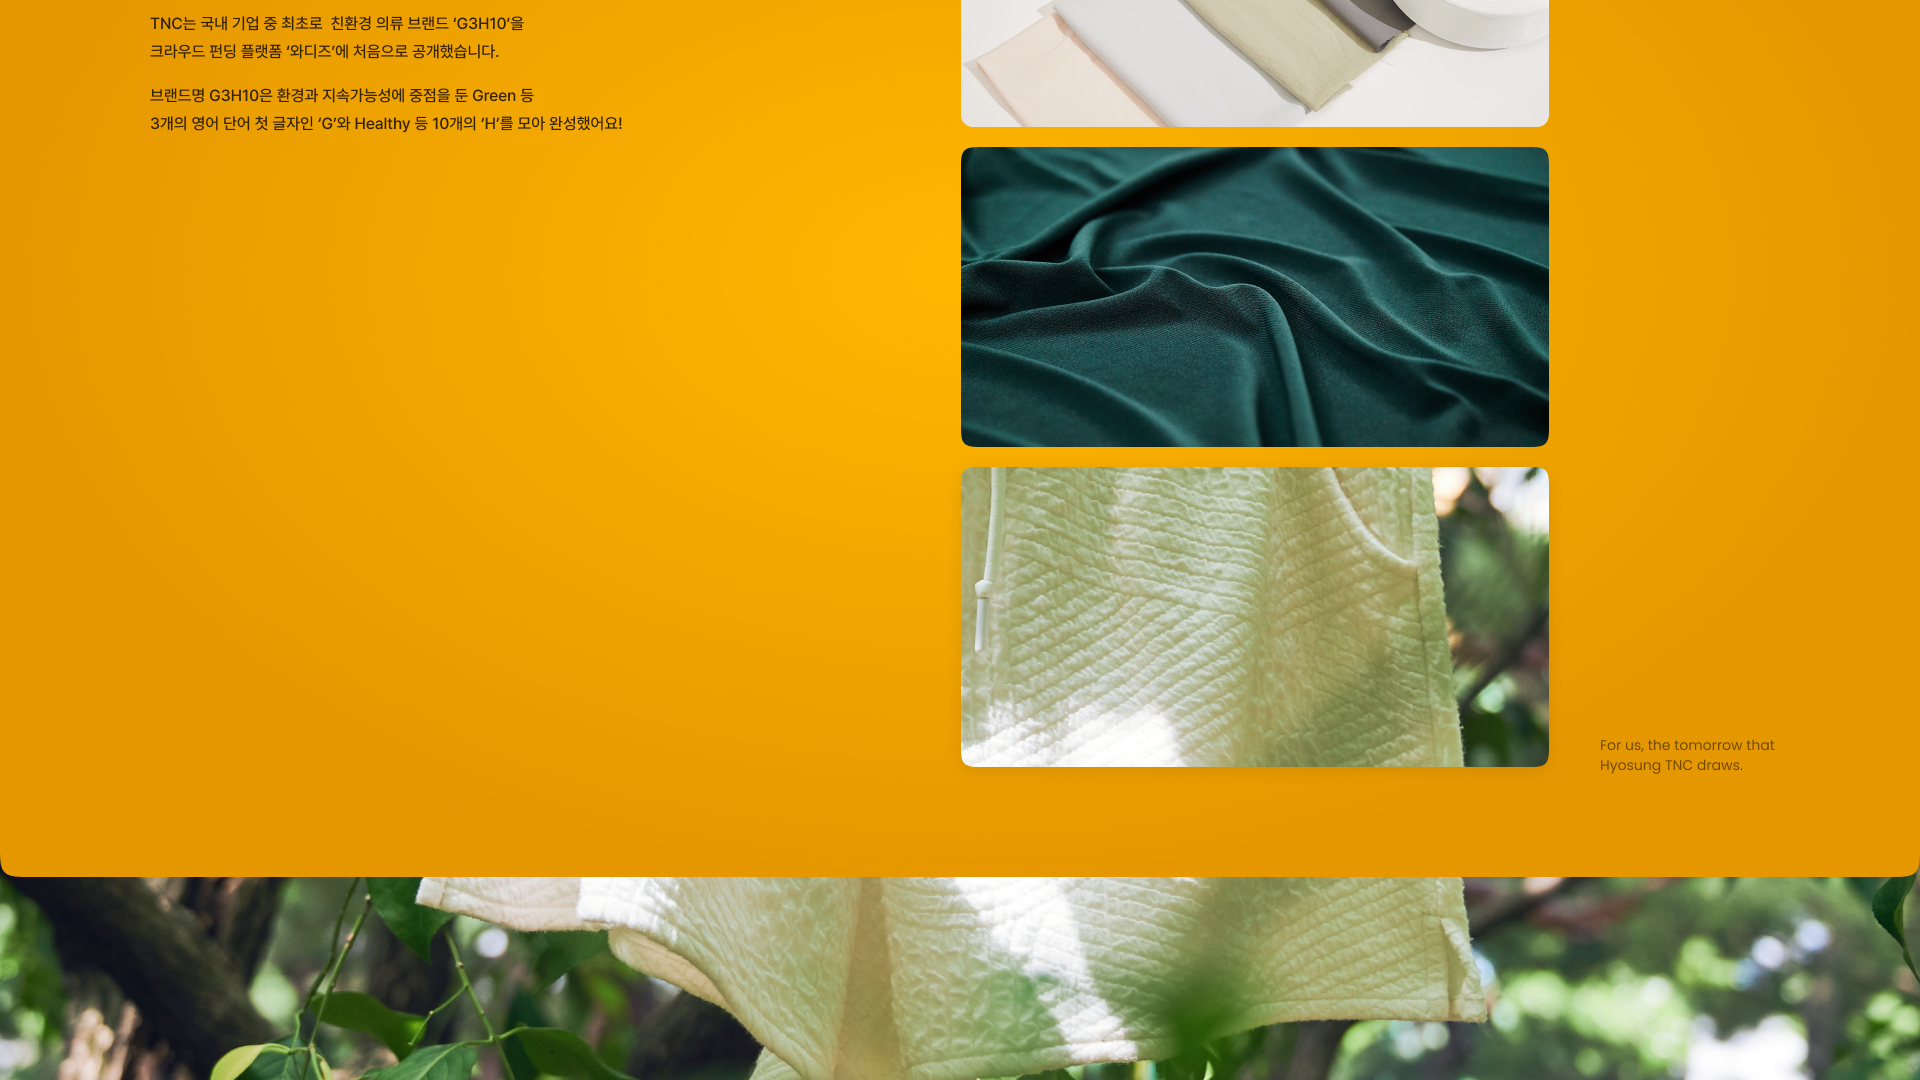 TNC는 국내 기업 중 최초로 친환경 의류 브랜드 ‘G3H10’을
크라우드 펀딩 플랫폼 ‘와디즈’에 처음으로 공개했습니다.
브랜드명 G3H10은 환경과 지속가능성에 중점을 둔 Green 등
3개의 영어 단어 첫 글자인 ‘G’와 Healthy 등 10개의 ‘H’를 모아 완성했어요!
For us, the tomorrow that
Hyosung TNC draws.